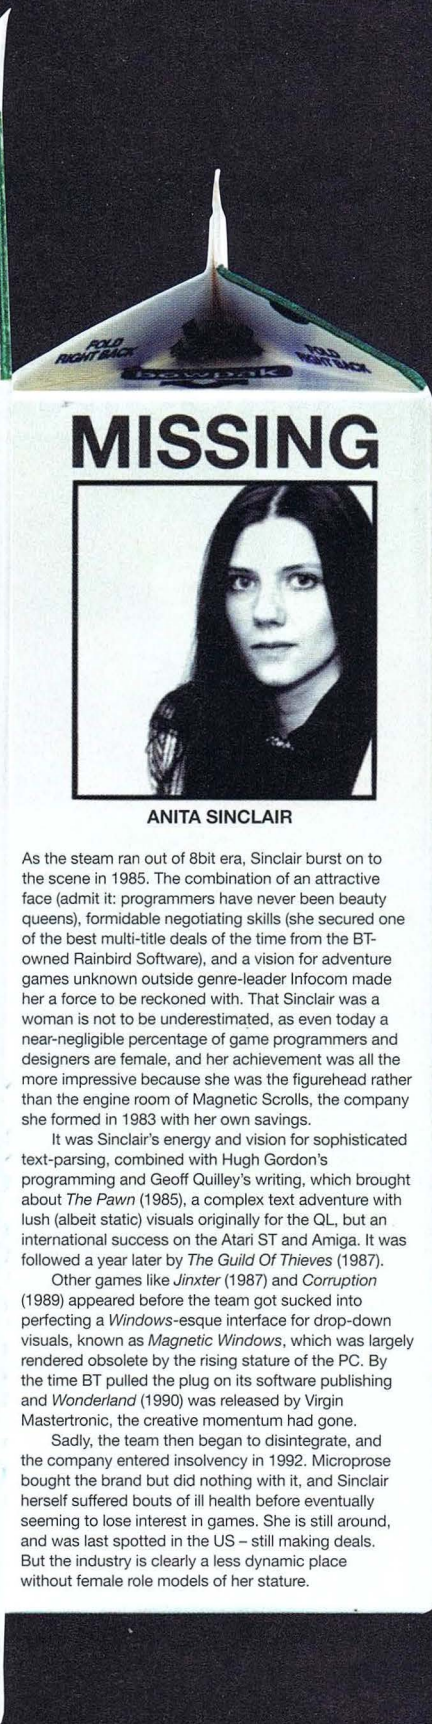 FOLD
RIGHT BACK
FOLD
RIGHT BACK
BOWDAK
MISSING
ANITA SINCLAIR
As the steam ran out of 8bit era, Sinclair burst on to
the scene in 1985. The combination of an attractive
face (admit it: programmers have never been beauty
queens), formidable negotiating skills (she secured one
of the best multi-title deals of the time from the BT-
owned Rainbird Software), and a vision for adventure
games unknown outside genre-leader Infocom made
her a force to be reckoned with. That Sinclair was a
woman is not to be underestimated, as even today a
near-negligible percentage of game programmers and
designers are female, and her achievement was all the
more impressive because she was the figurehead rather
than the engine room of Magnetic Scrolls, the company
she formed in 1983 with her own savings.
It was Sinclair's energy and vision for sophisticated
text-parsing, combined with Hugh Gordon's
programming and Geoff Quilley's writing, which brought
about The Pawn (1985), a complex text adventure with
lush (albeit static) visuals originally for the QL, but an
international success on the Atari ST and Amiga. It was
followed a year later by The Guild Of Thieves (1987).
Other games like Jinxter (1987) and Corruption
(1989) appeared before the team got sucked into
perfecting a Windows-esque interface for drop-down
visuals, known as Magnetic Windows, which was largely
rendered obsolete by the rising stature of the PC. By
the time BT pulled the plug on its software publishing
and Wonderland (1990) was released by Virgin
Mastertronic, the creative momentum had gone.
Sadly, the team then began to disintegrate, and
the company entered insolvency in 1992. Microprose
bought the brand but did nothing with it, and Sinclair
herself suffered bouts of ill health before eventually
seeming to lose interest in games. She is still around,
and was last spotted in the US – still making deals.
But the industry is clearly a less dynamic place
without female role models of her stature.